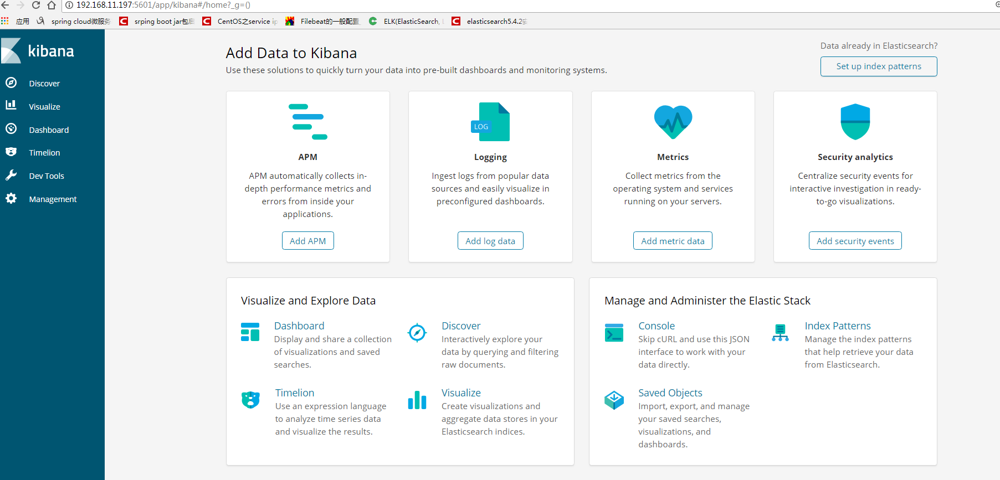 192.168.11.197:5601/app/kibana#/home?_g=()
应用 spring cloud微服务 srping boot jar包启 CentOS之service ip Filebeat的一般配置 ELK(ElasticSearch, L elasticsearch5.4.2安
kibana
Discover
Visualize
Dashboard
Timelion
Dev Tools
Management
Add Data to Kibana
Use these solutions to quickly turn your data into pre-built dashboards and monitoring systems.
Data already in Elasticsearch?
Set up index patterns
APM
APM automatically collects in-
depth performance metrics and
errors from inside your
applications.
Add APM
LOG
Logging
Ingest logs from popular data
sources and easily visualize in
preconfigured dashboards.
Add log data
Metrics
Collect metrics from the
operating system and services
running on your servers.
Add metric data
Security analytics
Centralize security events for
interactive investigation in ready-
to-go visualizations.
Add security events
Visualize and Explore Data
Dashboard
Display and share a collection
of visualizations and saved
searches.
Discover
Interactively explore your
data by querying and filtering
raw documents.
Timelion
Use an expression language
to analyze time series data
and visualize the results.
Visualize
Create visualizations and
aggregate data stores in your
Elasticsearch indices.
Manage and Administer the Elastic Stack
Console
Skip cURL and use this JSON
interface to work with your
data directly.
Index Patterns
Manage the index patterns
that help retrieve your data
from Elasticsearch.
Saved Objects
Import, export, and manage
your saved searches,
visualizations, and
dashboards.